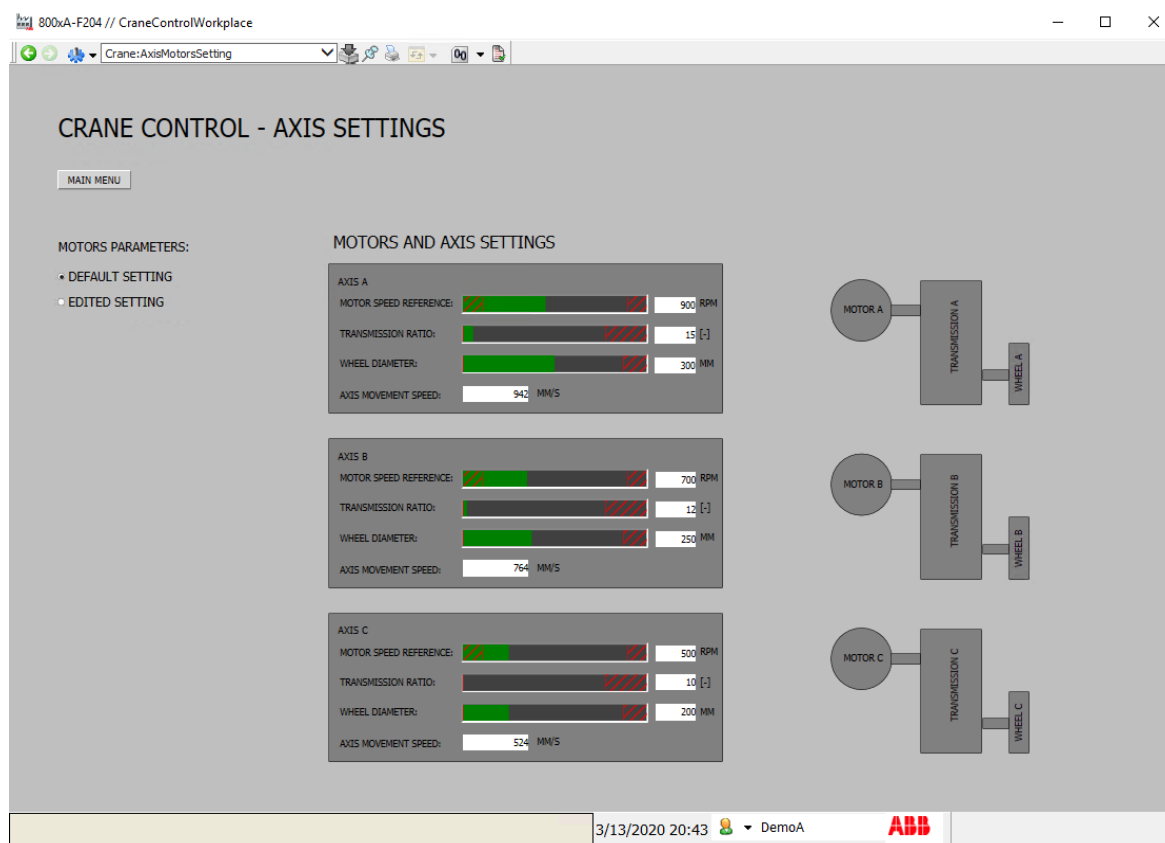 800xA-F204 // CraneControlWorkplace
Crane:AxisMotorsSetting
CRANE CONTROL - AXIS SETTINGS
MAIN MENU
MOTORS PARAMETERS:
DEFAULT SETTING
EDITED SETTING
MOTORS AND AXIS SETTINGS
AXIS A
MOTOR SPEED REFERENCE: 900 RPM
TRANSMISSION RATIO: 15 [-]
WHEEL DIAMETER: 300 MM
AXIS MOVEMENT SPEED: 942 MM/S
MOTOR A
TRANSMISSION A
WHEEL A
AXIS B
MOTOR SPEED REFERENCE: 700 RPM
TRANSMISSION RATIO: 12 [-]
WHEEL DIAMETER: 250 MM
AXIS MOVEMENT SPEED: 764 MM/S
MOTOR B
TRANSMISSION B
WHEEL B
AXIS C
MOTOR SPEED REFERENCE: 500 RPM
TRANSMISSION RATIO: 10 [-]
WHEEL DIAMETER: 200 MM
AXIS MOVEMENT SPEED: 524 MM/S
MOTOR C
TRANSMISSION C
WHEEL C
3/13/2020 20:43 DemoA ABB